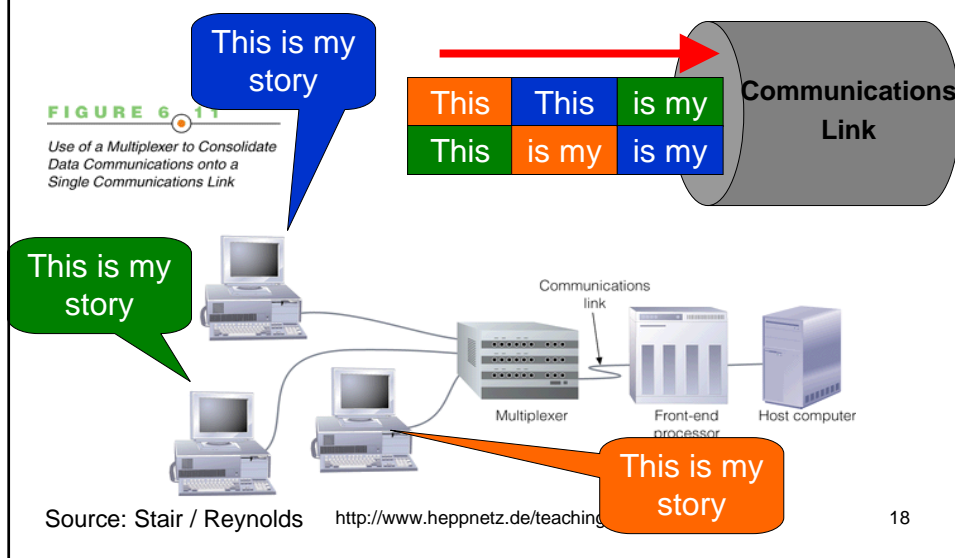 This is my
story
FIGURE 6 11
Use of a Multiplexer to Consolidate
Data Communications onto a
Single Communications Link
This This is my
This is my is my
Communications
Link
This is my
story
Communications
link
Multiplexer
Front-end
processor
Host computer
This is my
story
Source: Stair / Reynolds
http://www.heppnetz.de/teaching
18